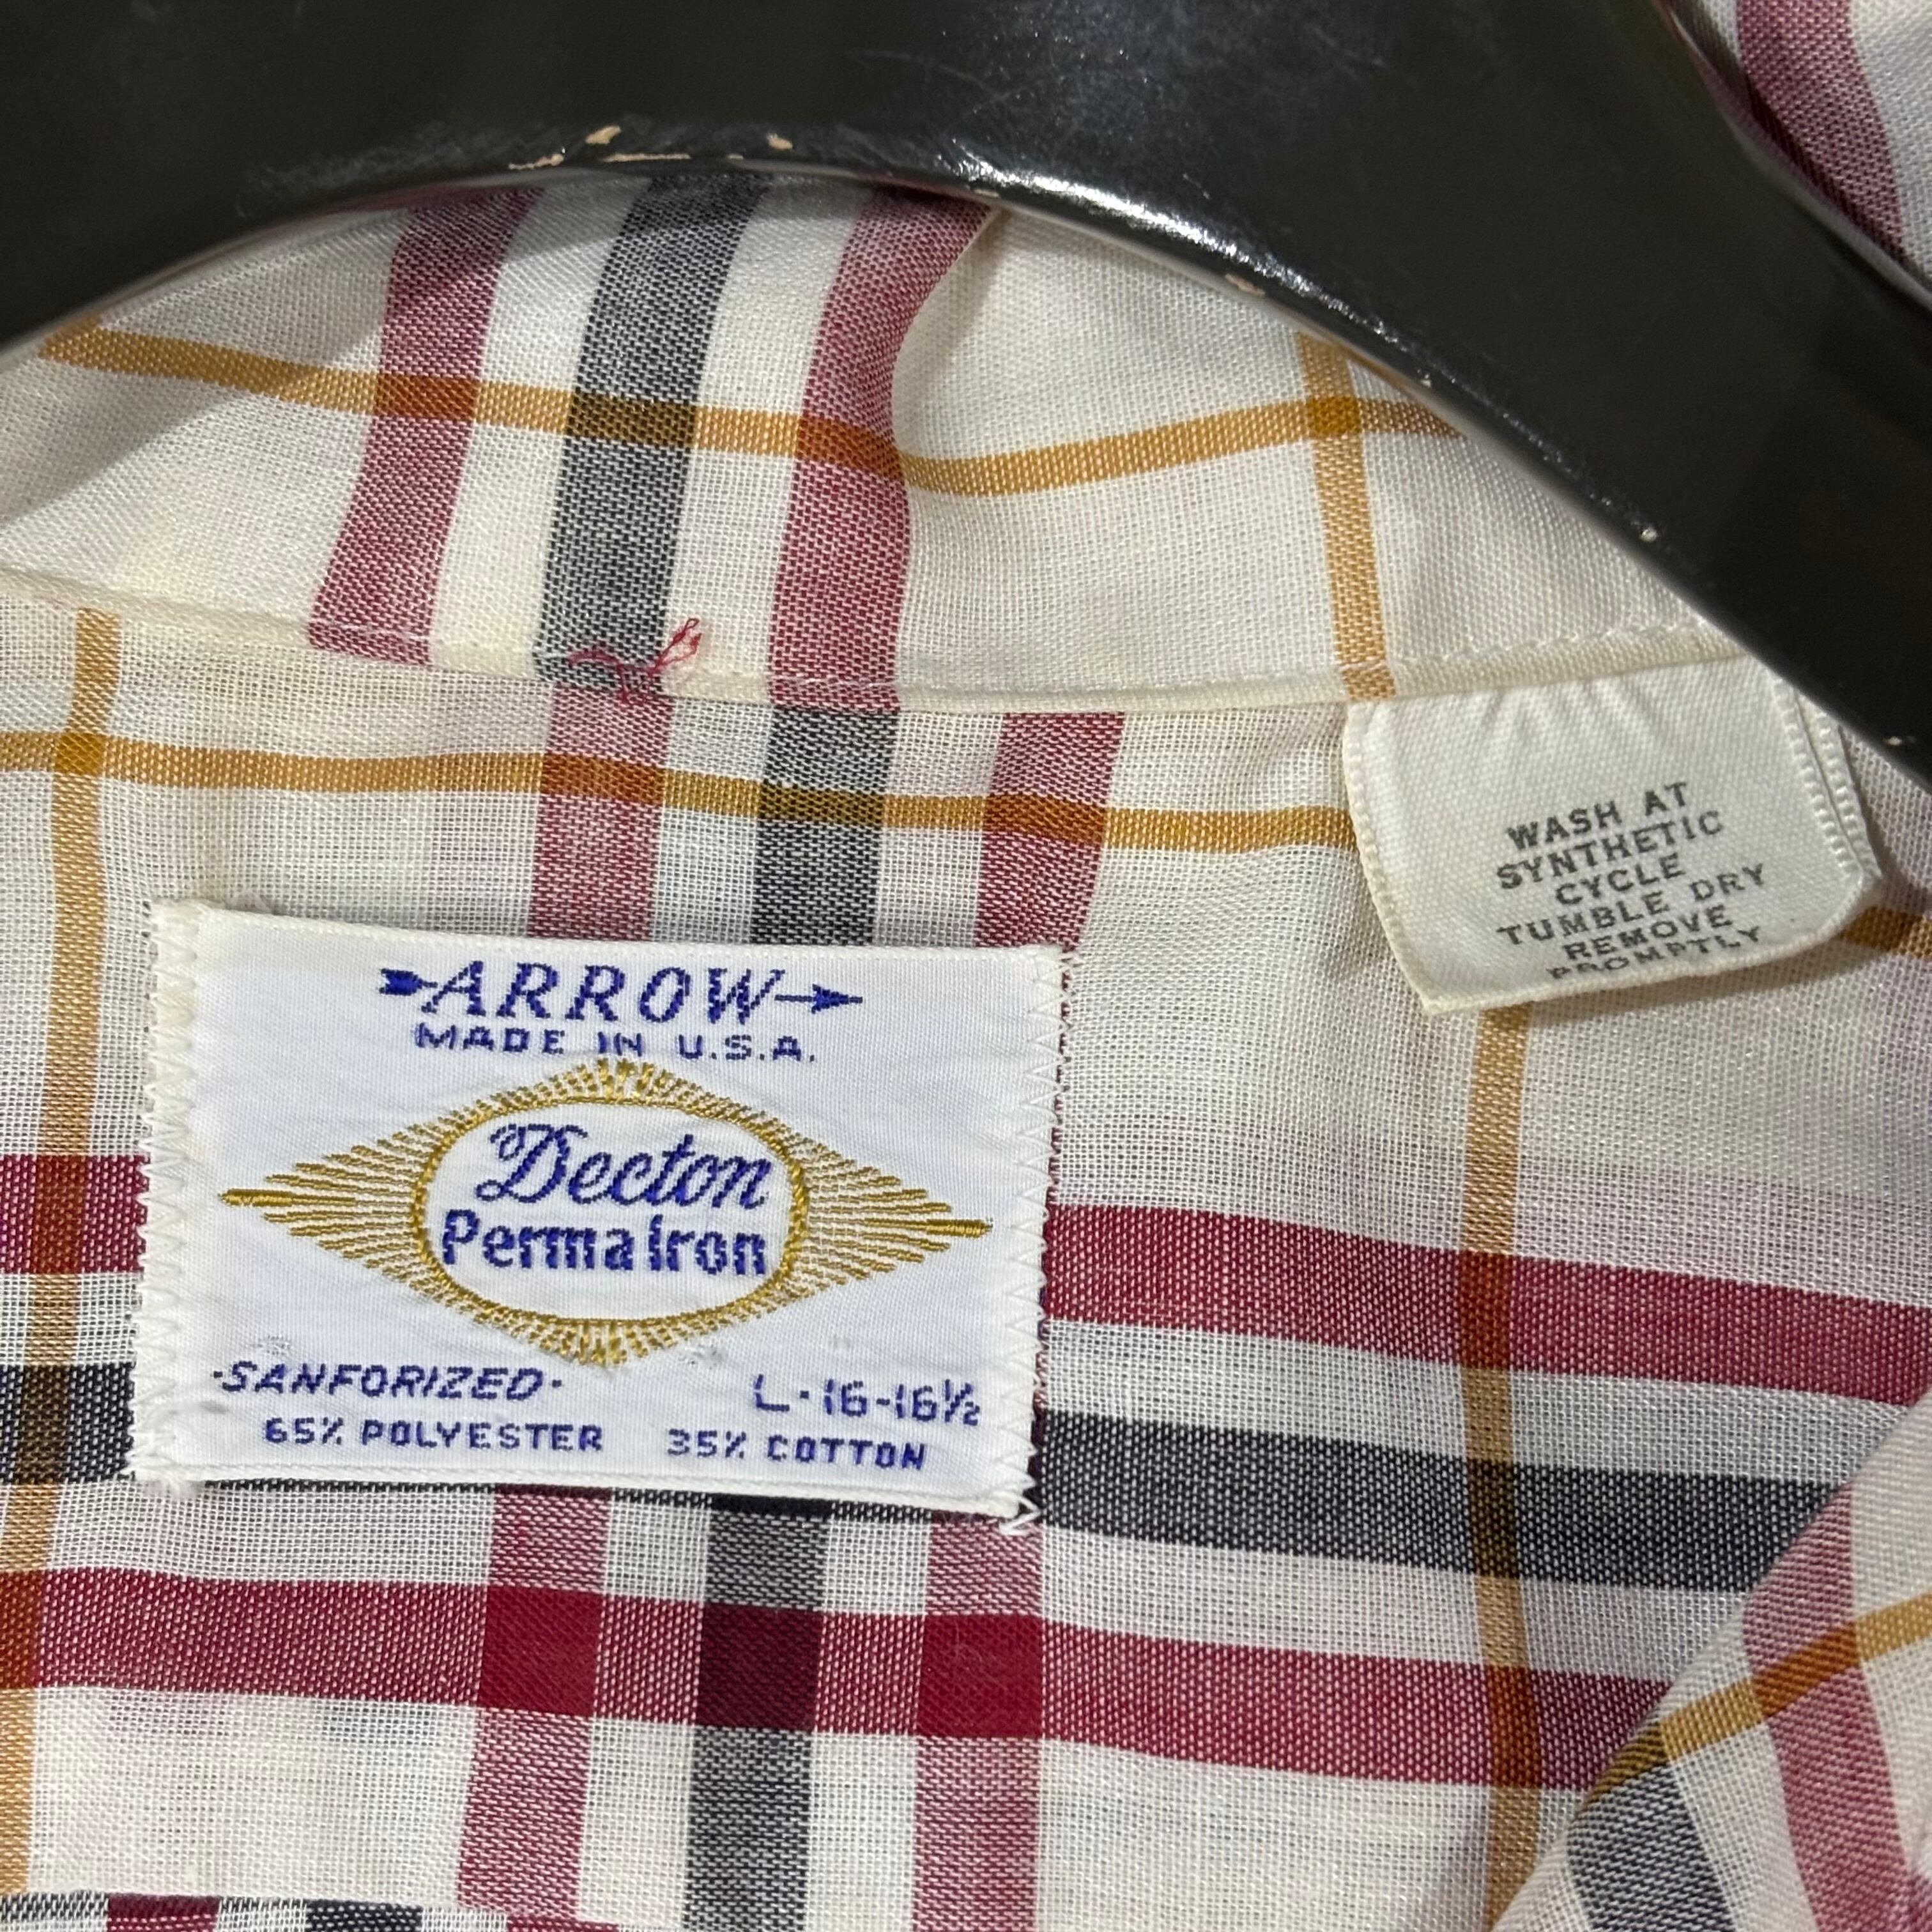 WASH AT
SYNTHETIC
CYCLE
TUMBLE DRY
REMOVE
PROMPTLY
ARROW
MADE IN U.S.A.
Decton
Perma Iron
·SANFORIZED· L-16-16½
65% POLYESTER 35% COTTON